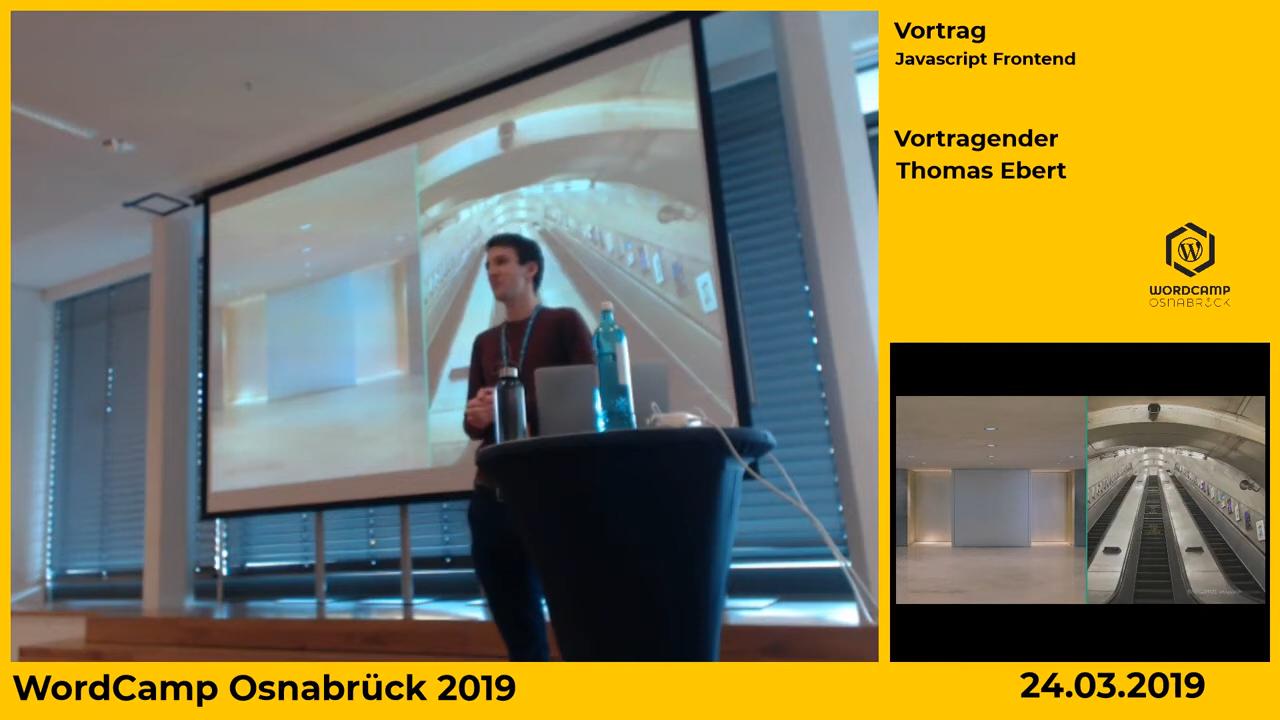 Vortrag
Javascript Frontend
Vortragender
Thomas Ebert
WORDCAMP
OSNABRÜCK
WordCamp Osnabrück 2019
24.03.2019